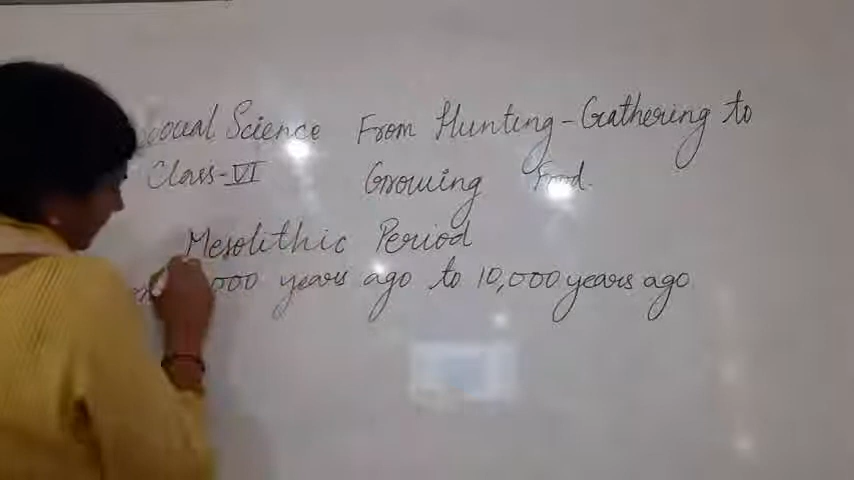 Social Science From Hunting-Gathering to
Class-VI Growing Food.
Mesolithic Period
000 years ago to 10,000 years ago